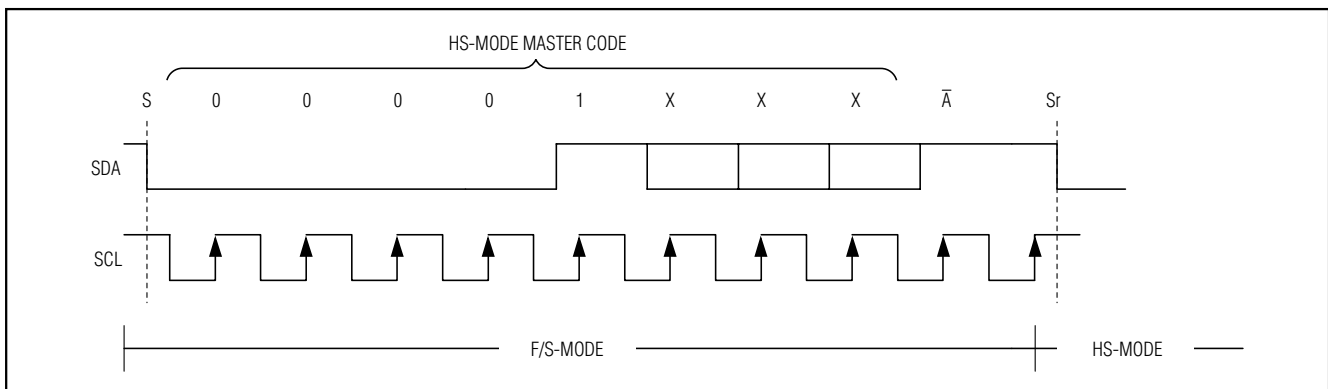 HS-MODE MASTER CODE
S 0 0 0 0 1 X X X A̅ Sr
SDA
SCL
F/S-MODE HS-MODE